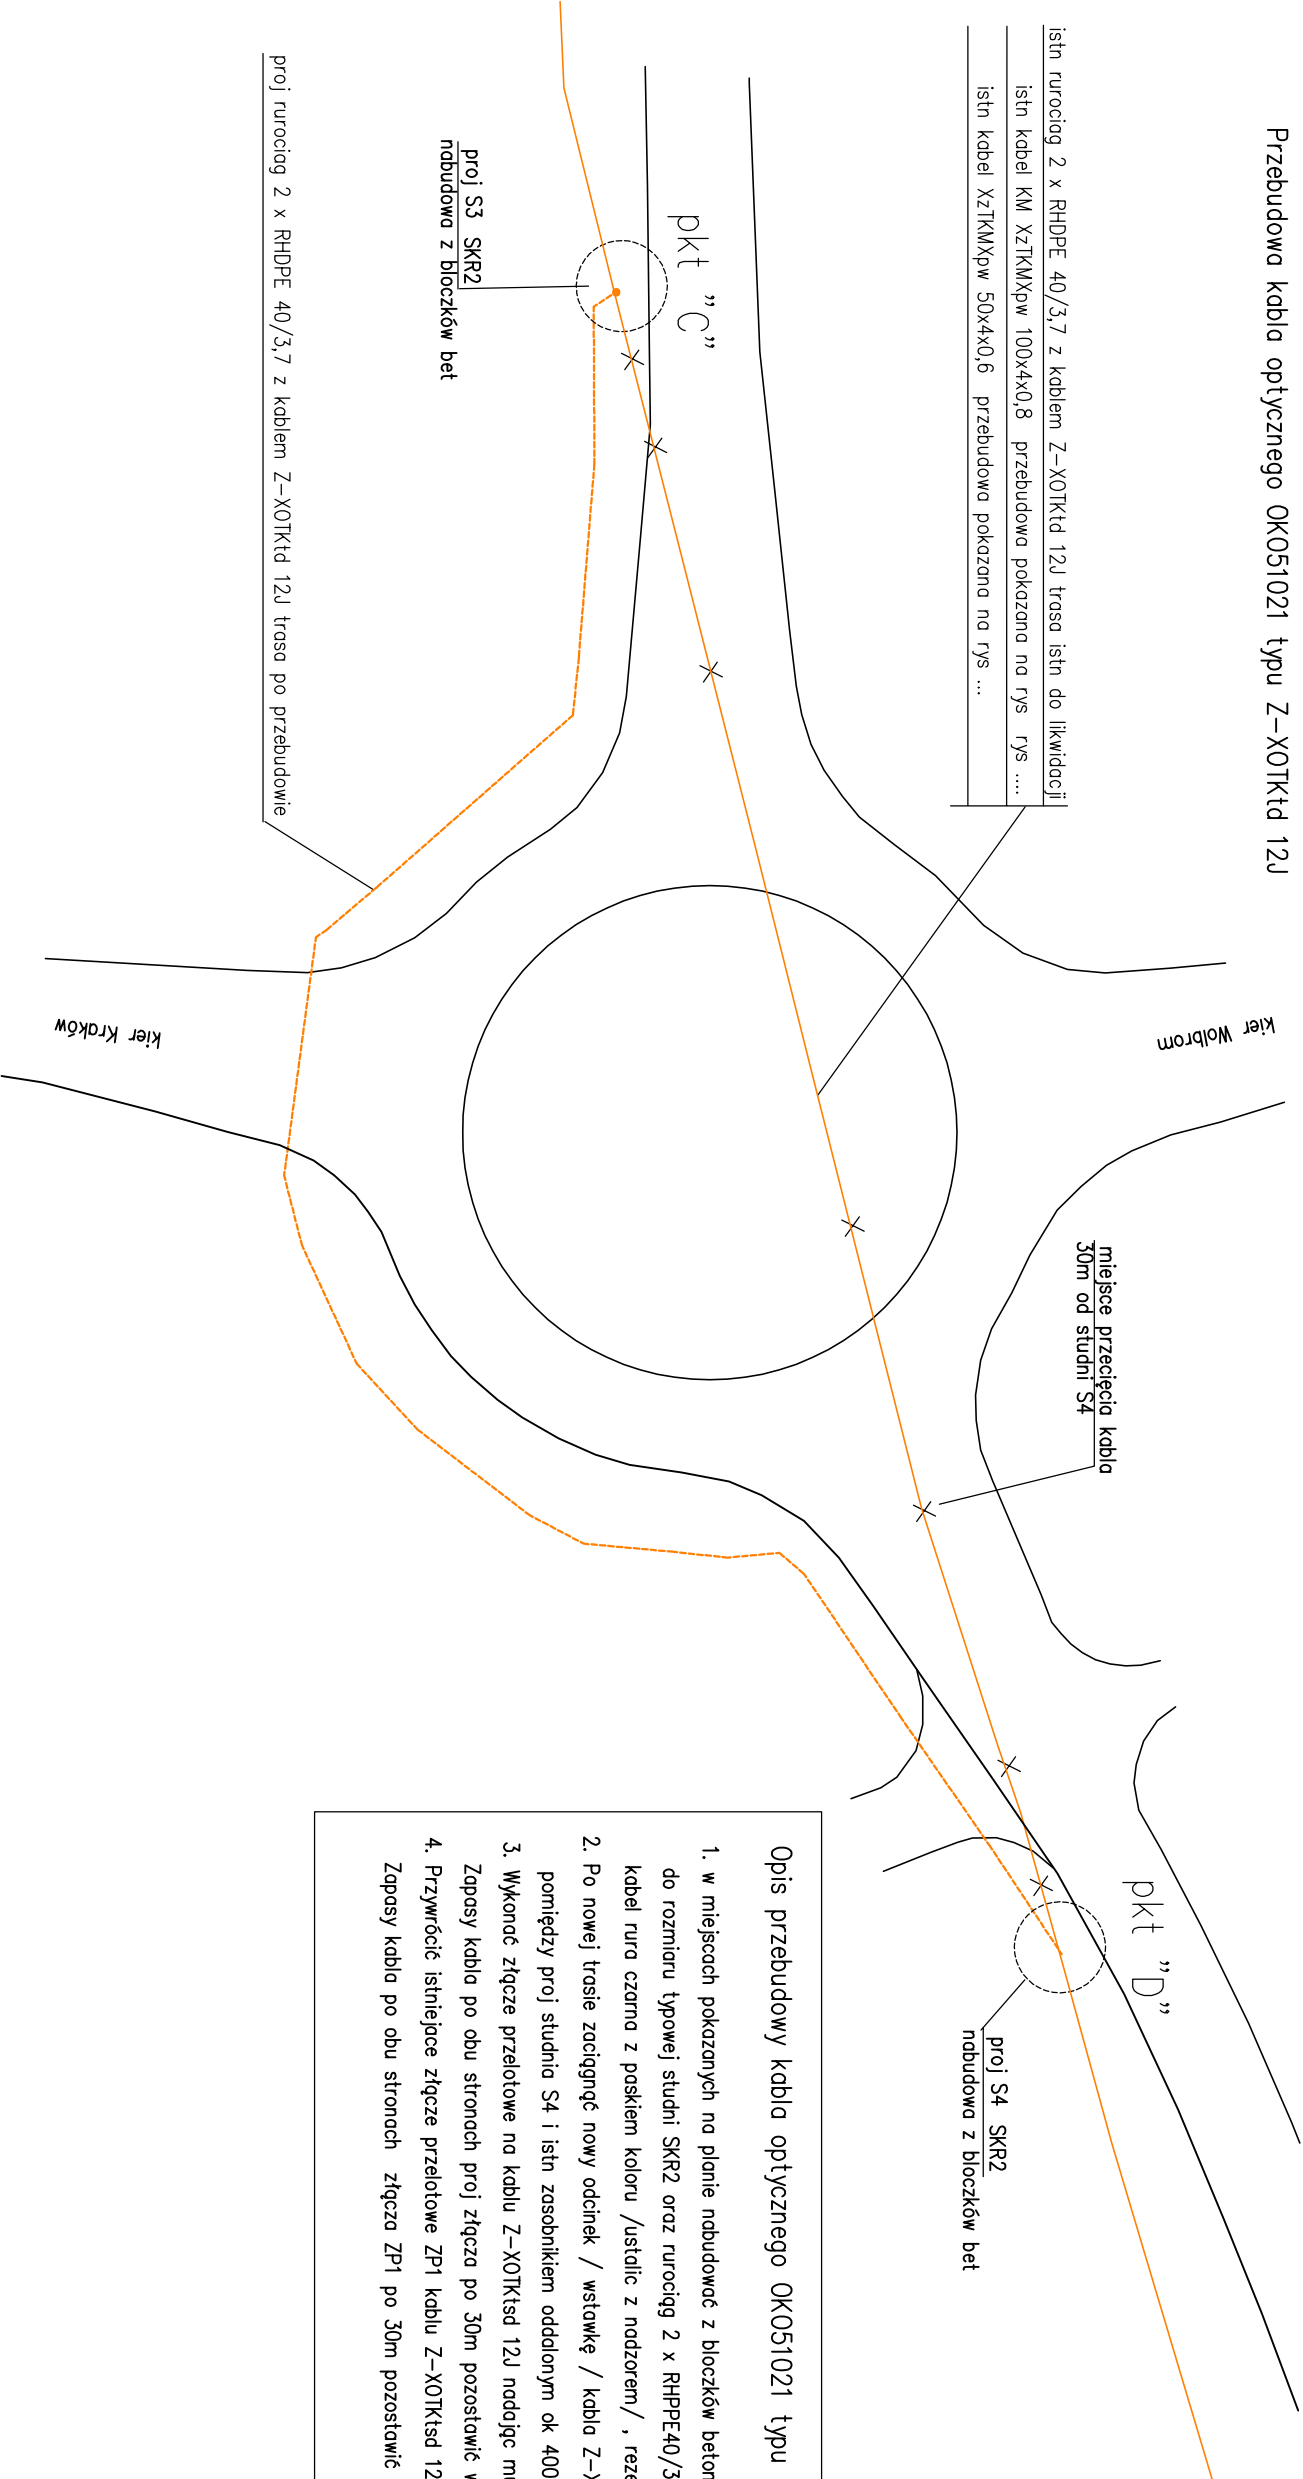 Przebudowa kabla optycznego OKO51021 typu Z-XOTKtd 12J
istn rurociag 2 x RHDPE 40/3,7 z kablem Z-XOTKtd 12J trasa istn do likwidacji
istn kabel KM XzTKMXpw 100x4x0,8 przebudowa pokazana na rys rys ....
istn kabel XzTKMXpw 50x4x0,6 przebudowa pokazana na rys ...
pkt "C"
proj S3 SKR2
nabudowa z bloczków bet
proj rurociag 2 x RHDPE 40/3,7 z kablem Z-XOTKtd 12J trasa po przebudowie
kier Wolbrom
kier Kraków
miejsce przecięcia kabla
30m od studni S4
pkt "D"
proj S4 SKR2
nabudowa z bloczków bet
Opis przebudowy kabla optycznego OKO51021 typu
1. w miejscach pokazanych na planie nabudować z bloczków beton
do rozmiaru typowej studni SKR2 oraz rurociąg 2 x RHPPE40/3
kabel rura czarna z paskiem koloru /ustalic z nadzorem/ , reze
2. Po nowej trasie zaciągnąć nowy odcinek / wstawkę / kabla Z-X
pomiędzy proj studnia S4 i istn zasobnikiem oddalonym ok 400
3. Wykonać złącze przelotowe na kablu Z-XOTKtsd 12J nadając mu
Zapasy kabla po obu stronach proj złącza po 30m pozostawić w
4. Przywrócić istniejace złącze przelotowe ZP1 kablu Z-XOTKtsd 12
Zapasy kabla po obu stronach złącza ZP1 po 30m pozostawić